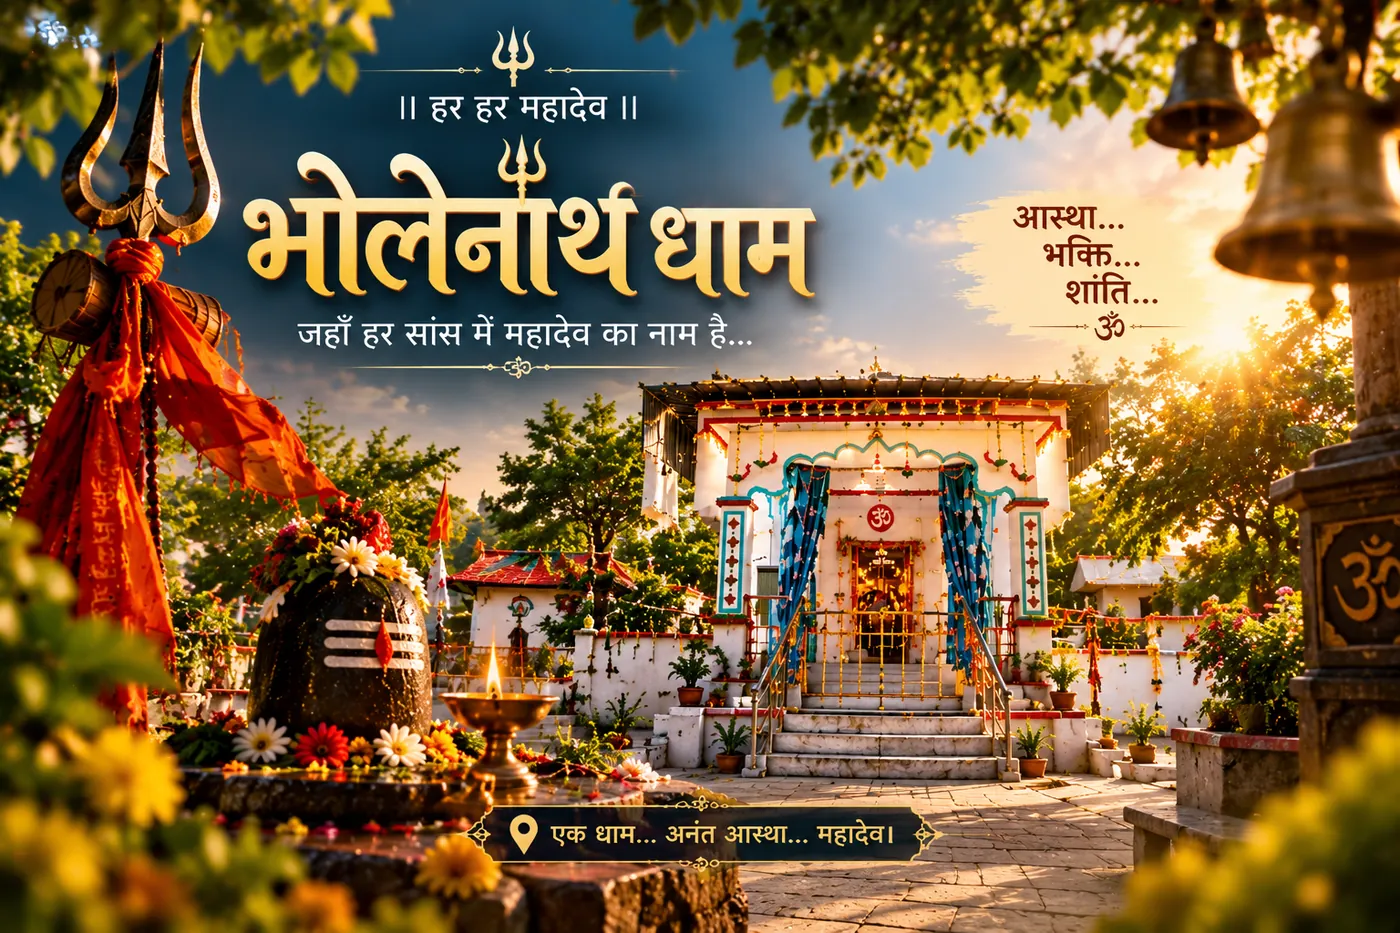 ॥ हर हर महादेव ॥
भोलेनार्थ धाम
जहाँ हर सांस में महादेव का नाम है...
आस्था...
भक्ति...
शांति...
ॐ
ॐ
ॐ
एक धाम... अनंत आस्था... महादेव।